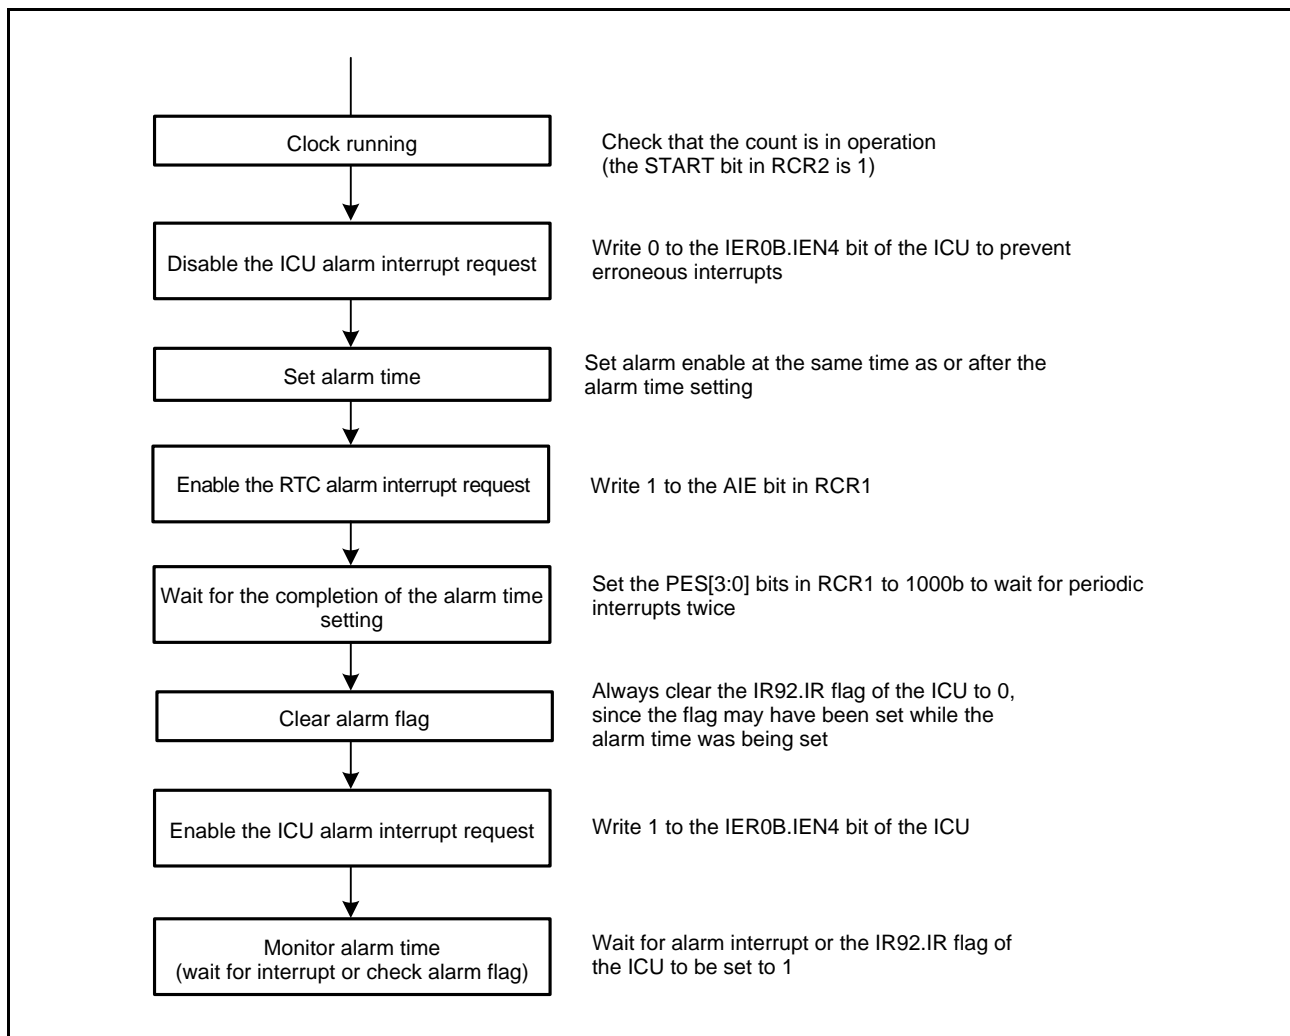 Clock running
Check that the count is in operation
(the START bit in RCR2 is 1)
Disable the ICU alarm interrupt request
Write 0 to the IER0B.IEN4 bit of the ICU to prevent
erroneous interrupts
Set alarm time
Set alarm enable at the same time as or after the
alarm time setting
Enable the RTC alarm interrupt request
Write 1 to the AIE bit in RCR1
Wait for the completion of the alarm time
setting
Set the PES[3:0] bits in RCR1 to 1000b to wait for periodic
interrupts twice
Clear alarm flag
Always clear the IR92.IR flag of the ICU to 0,
since the flag may have been set while the
alarm time was being set
Enable the ICU alarm interrupt request
Write 1 to the IER0B.IEN4 bit of the ICU
Monitor alarm time
(wait for interrupt or check alarm flag)
Wait for alarm interrupt or the IR92.IR flag of
the ICU to be set to 1